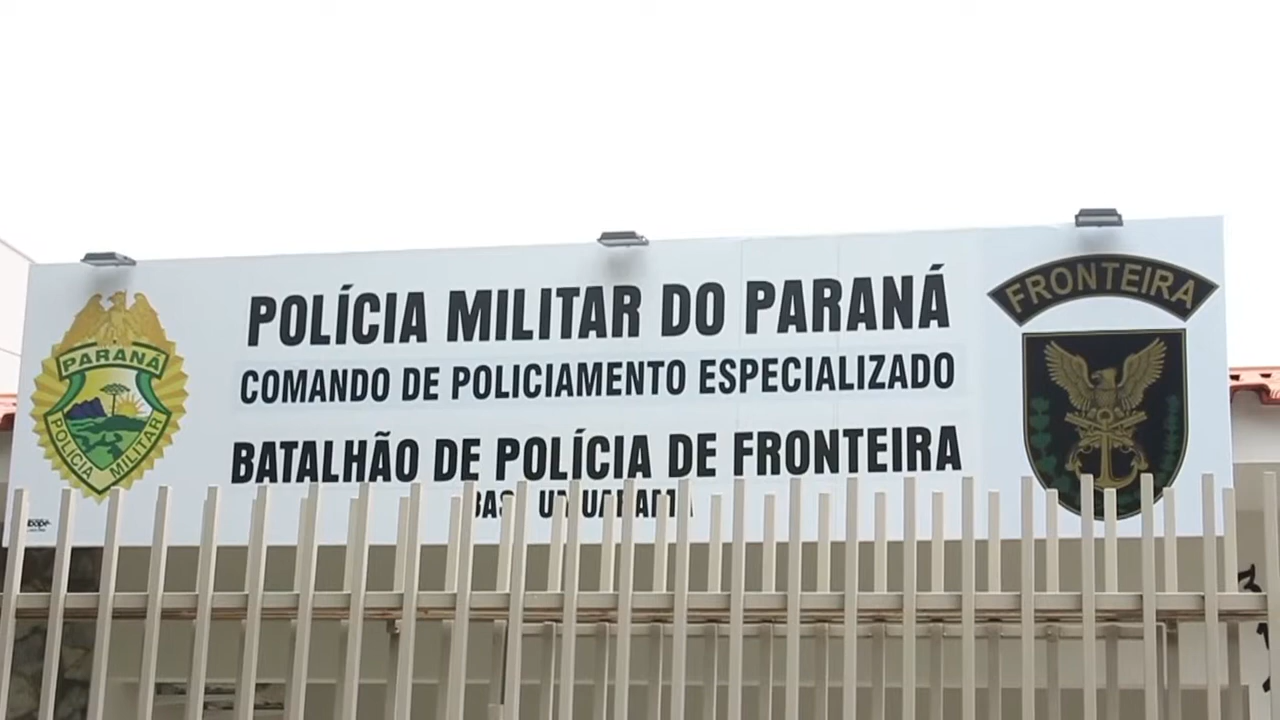 POLÍCIA MILITAR DO PARANÁ
COMANDO DE POLICIAMENTO ESPECIALIZADO
BATALHÃO DE POLÍCIA DE FRONTEIRA
PARANÁ
POLÍCIA MILITAR
FRONTEIRA